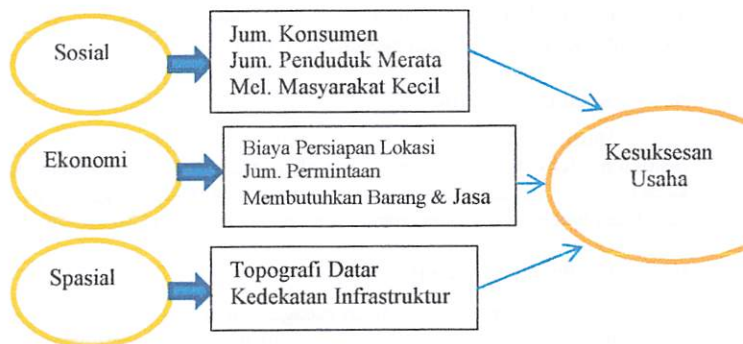 Sosial
Jum. Konsumen
Jum. Penduduk Merata
Mel. Masyarakat Kecil
Ekonomi
Biaya Persiapan Lokasi
Jum. Permintaan
Membutuhkan Barang & Jasa
Spasial
Topografi Datar
Kedekatan Infrastruktur
Kesuksesan
Usaha